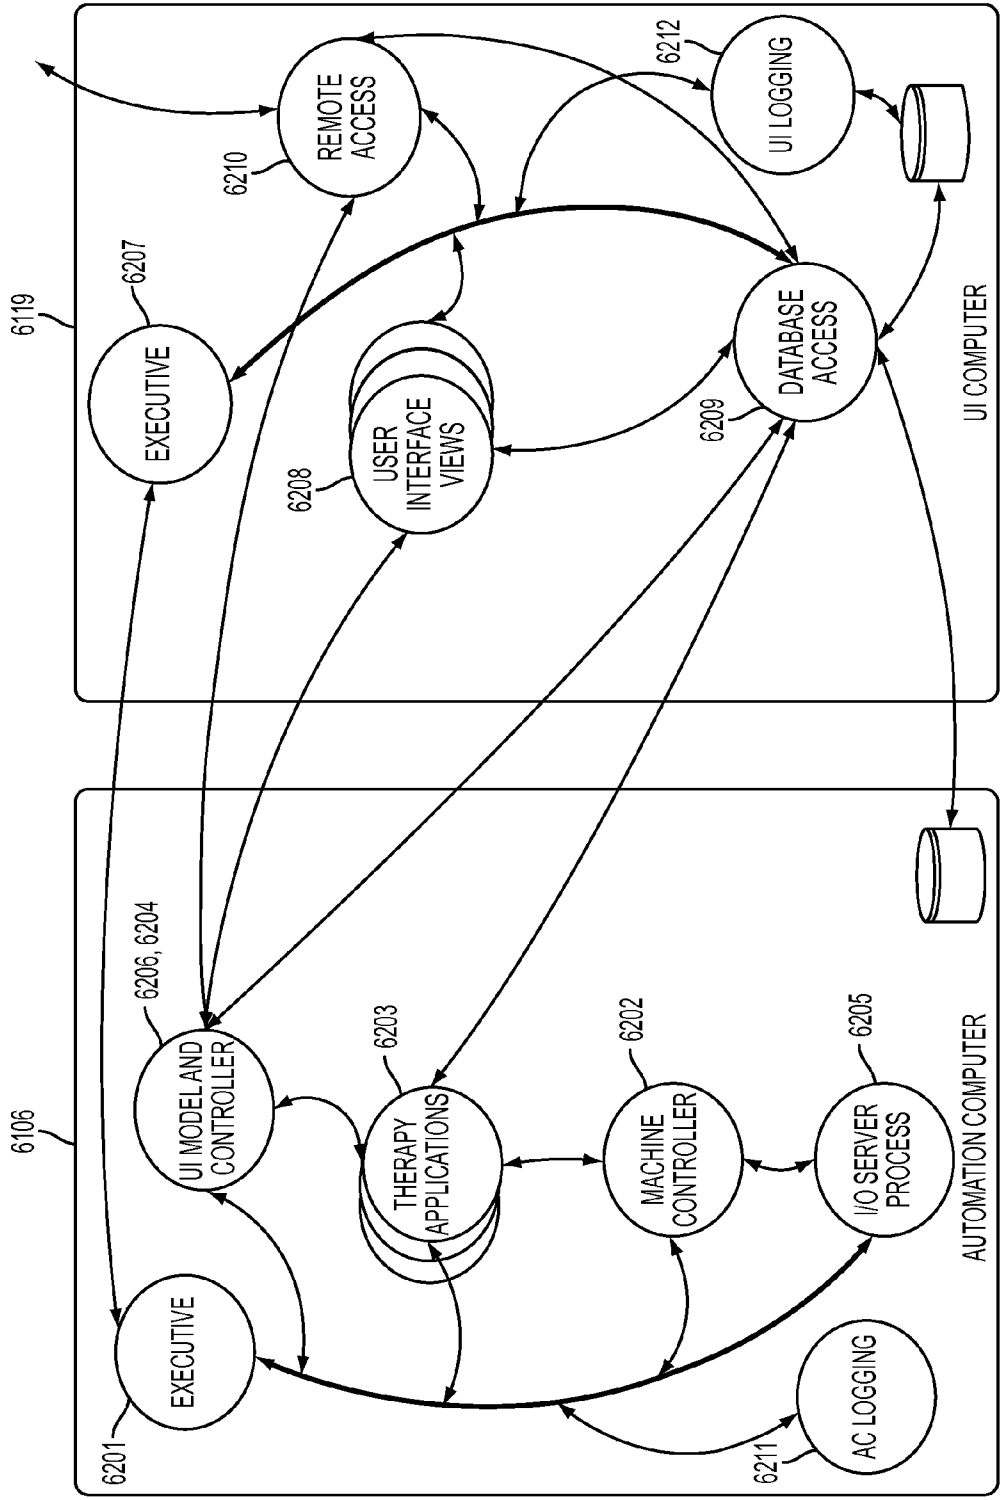 6106
6119
6201
EXECUTIVE
6206, 6204
UI MODEL AND
CONTROLLER
6203
THERAPY
APPLICATIONS
6202
MACHINE
CONTROLLER
6205
I/O SERVER
PROCESS
6211
AC LOGGING
AUTOMATION COMPUTER
6207
EXECUTIVE
6210
REMOTE
ACCESS
6208
USER
INTERFACE
VIEWS
6209
DATABASE
ACCESS
6212
UI LOGGING
UI COMPUTER